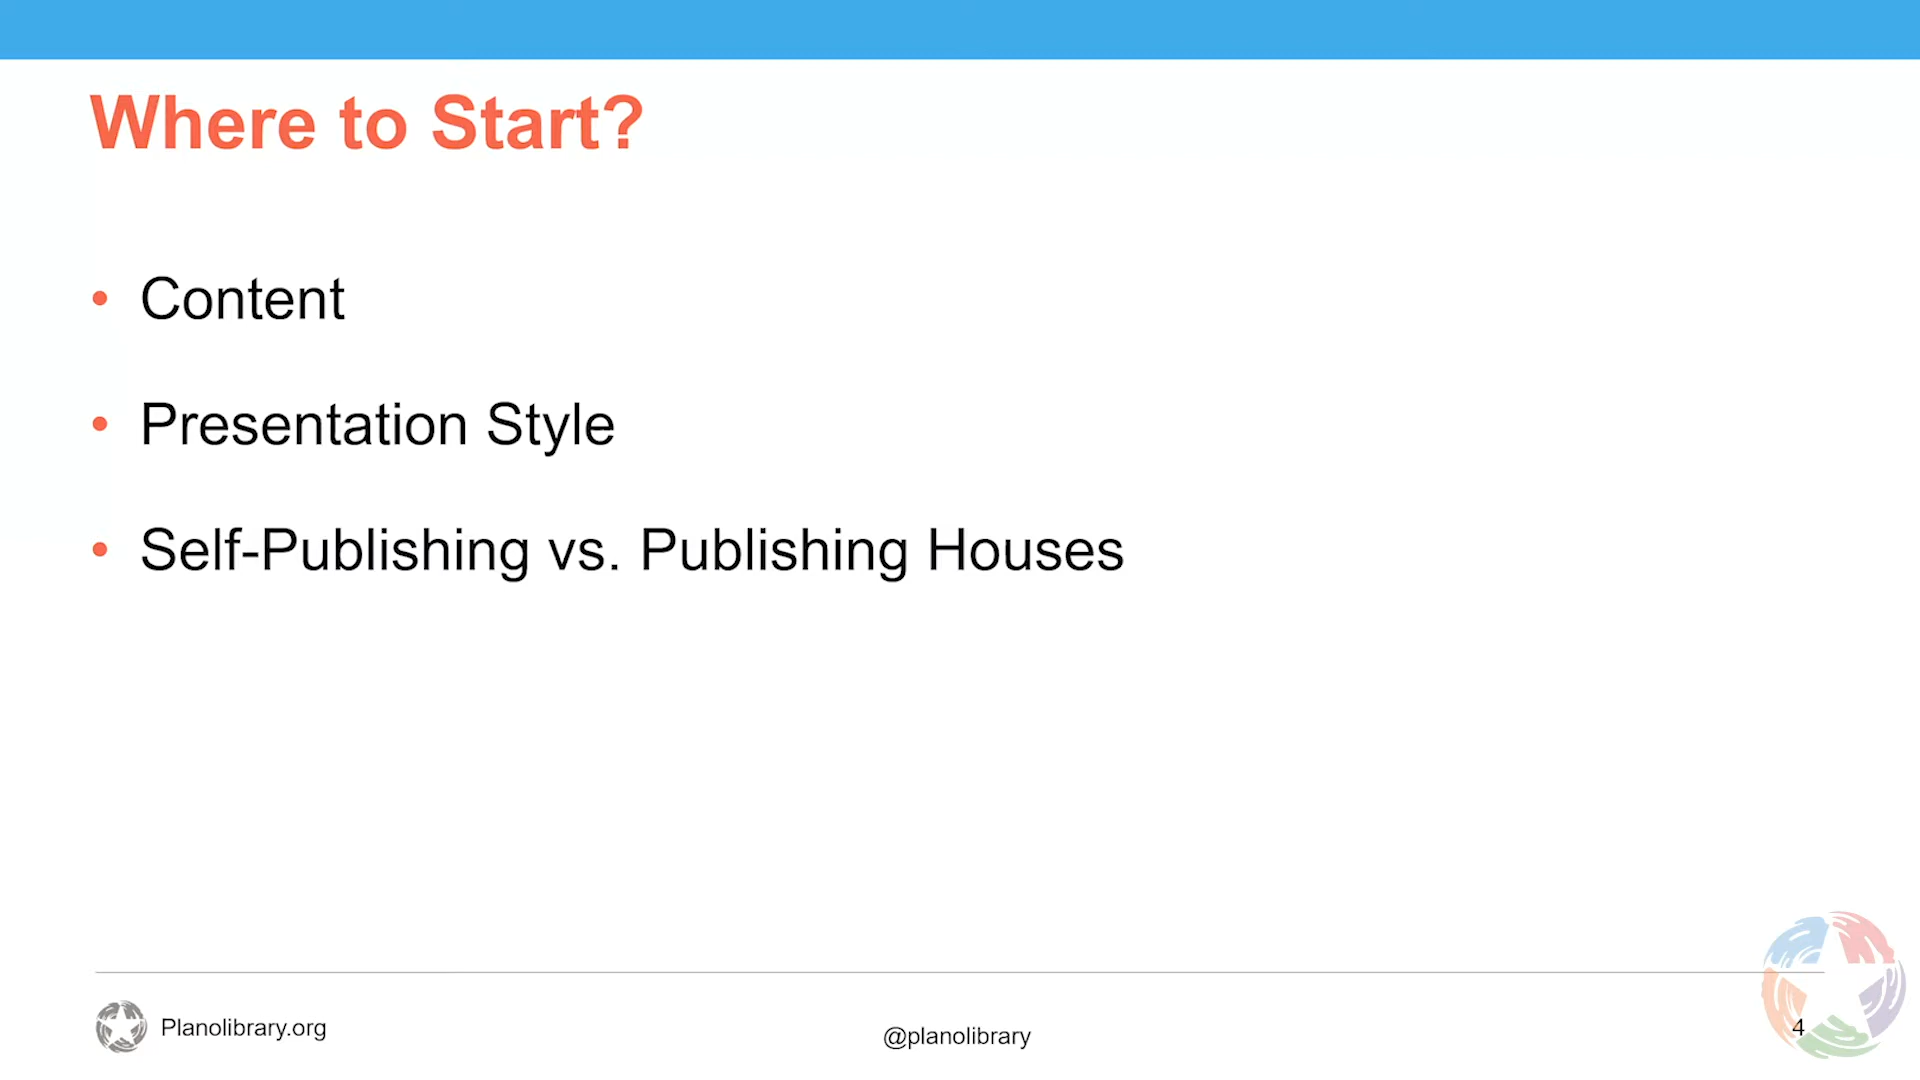 Where to Start?
• Content
• Presentation Style
• Self-Publishing vs. Publishing Houses
Planolibrary.org
@planolibrary
4